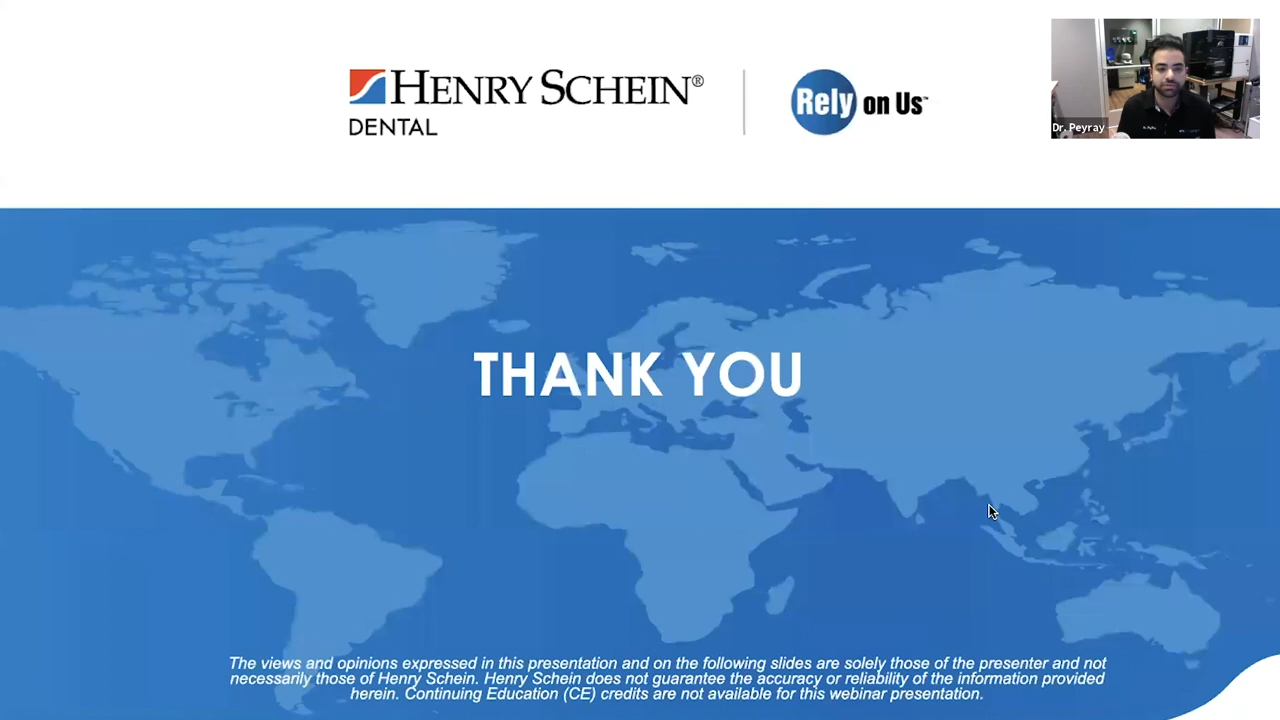 HENRY SCHEIN®
DENTAL
Rely on Us™
Dr. Peyray
THANK YOU
The views and opinions expressed in this presentation and on the following slides are solely those of the presenter and not
necessarily those of Henry Schein. Henry Schein does not guarantee the accuracy or reliability of the information provided
herein. Continuing Education (CE) credits are not available for this webinar presentation.